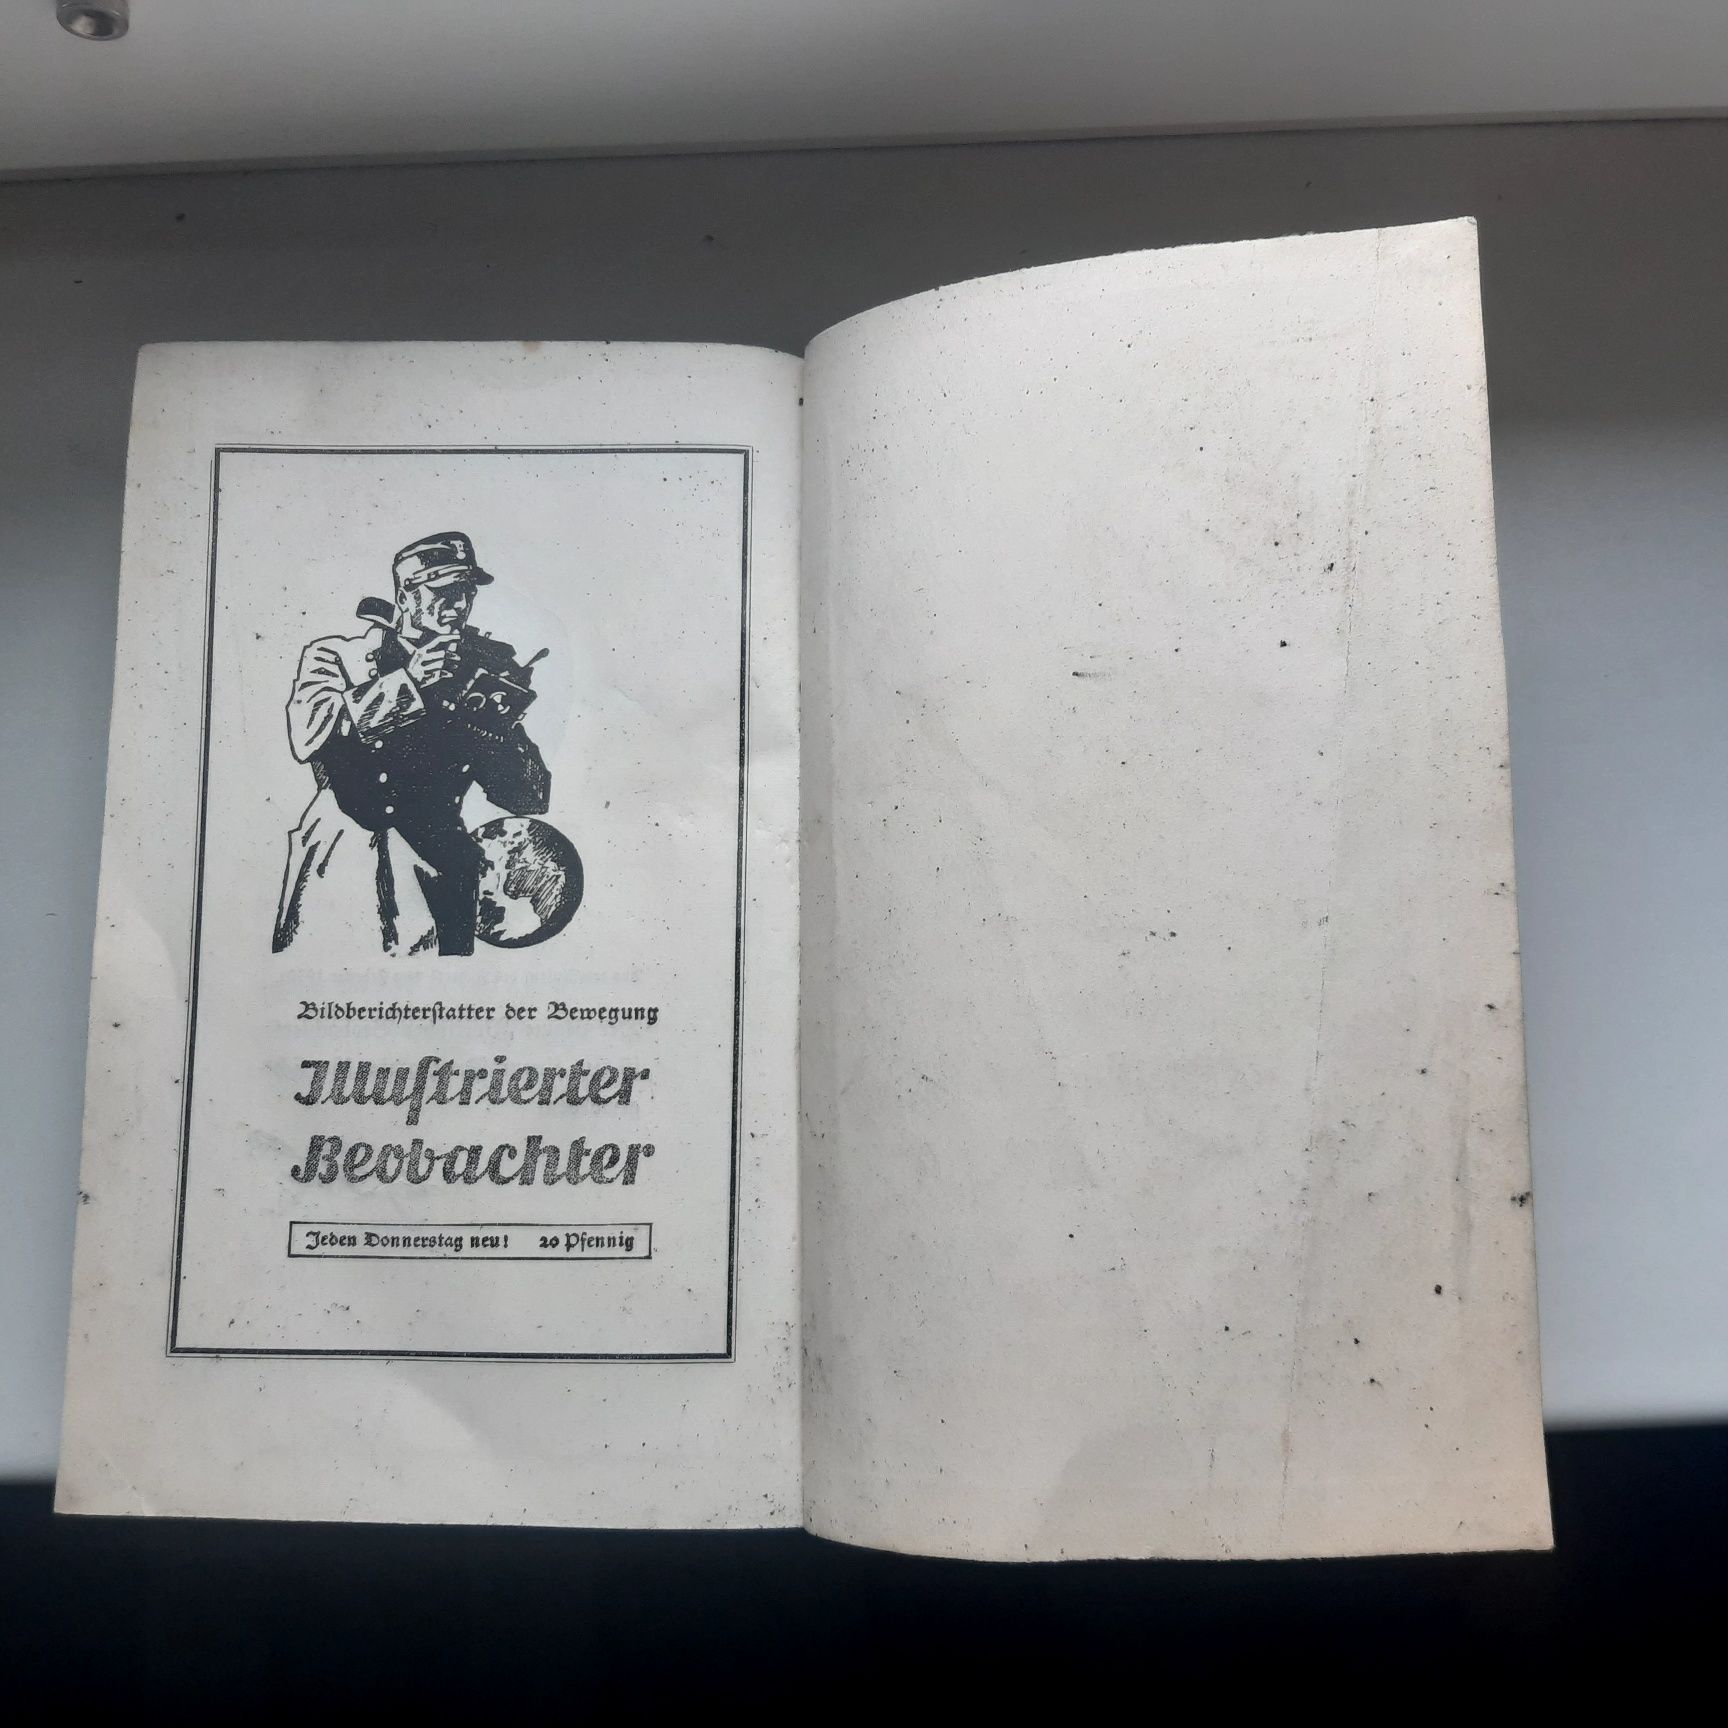 Bildberichterſtatter der Bewegung
Illuſtrierter
Beobachter
Jeden Donnerstag neu! 20 Pfennig